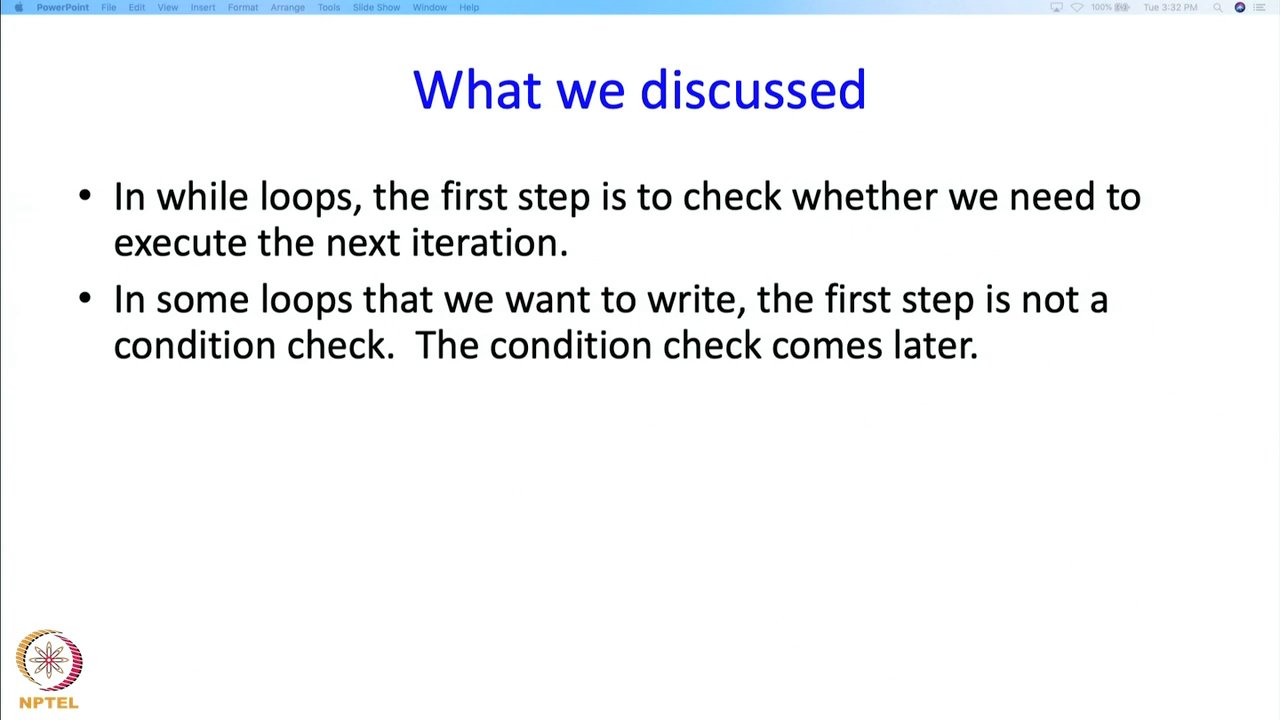 PowerPoint File Edit View Insert Format Arrange Tools Slide Show Window Help 100% Tue 3:32 PM
What we discussed
• In while loops, the first step is to check whether we need to
execute the next iteration.
• In some loops that we want to write, the first step is not a
condition check. The condition check comes later.
NPTEL